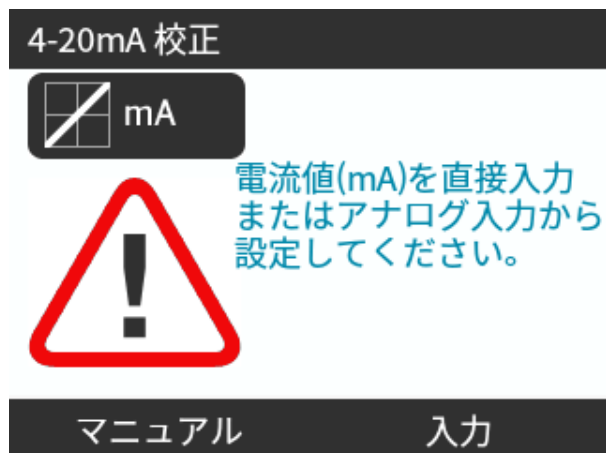 4-20mA 校正
mA
電流値(mA)を直接入力
またはアナログ入力から
設定してください。
!
マニュアル
入力